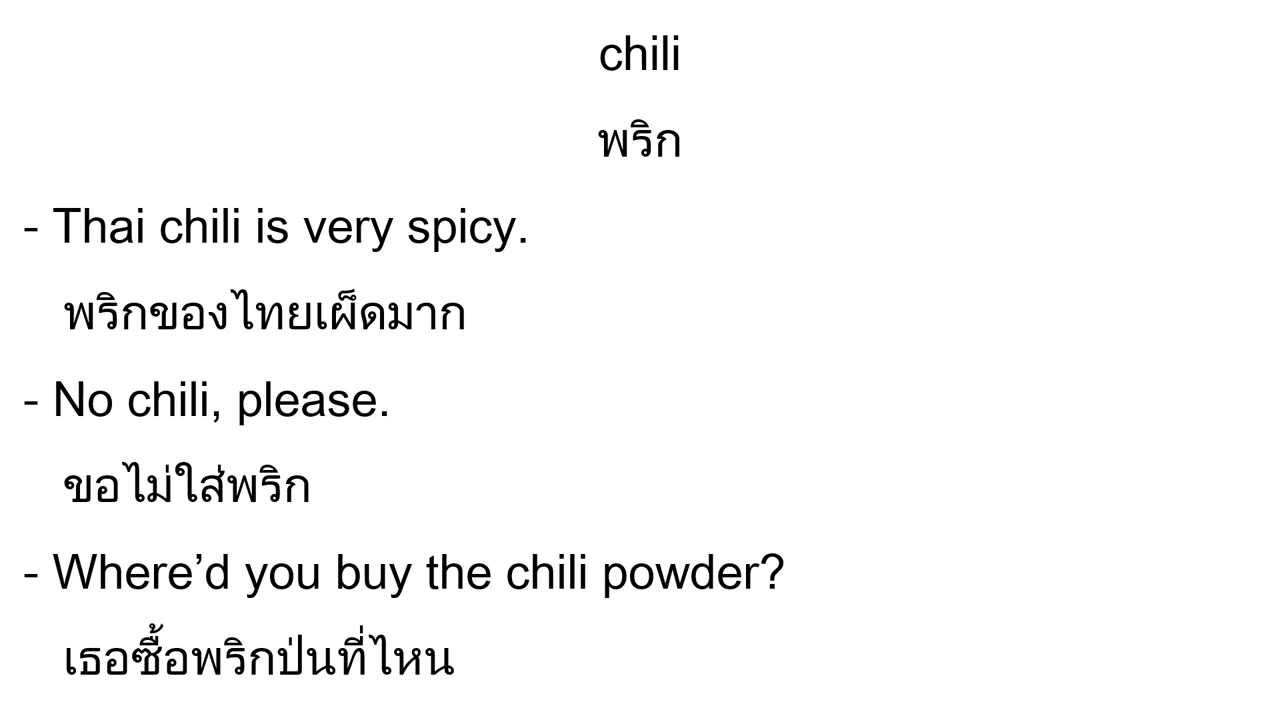 chili
พริก
- Thai chili is very spicy.
พริกของไทยเผ็ดมาก
- No chili, please.
ขอไม่ใส่พริก
- Where’d you buy the chili powder?
เธอซื้อพริกป่นที่ไหน